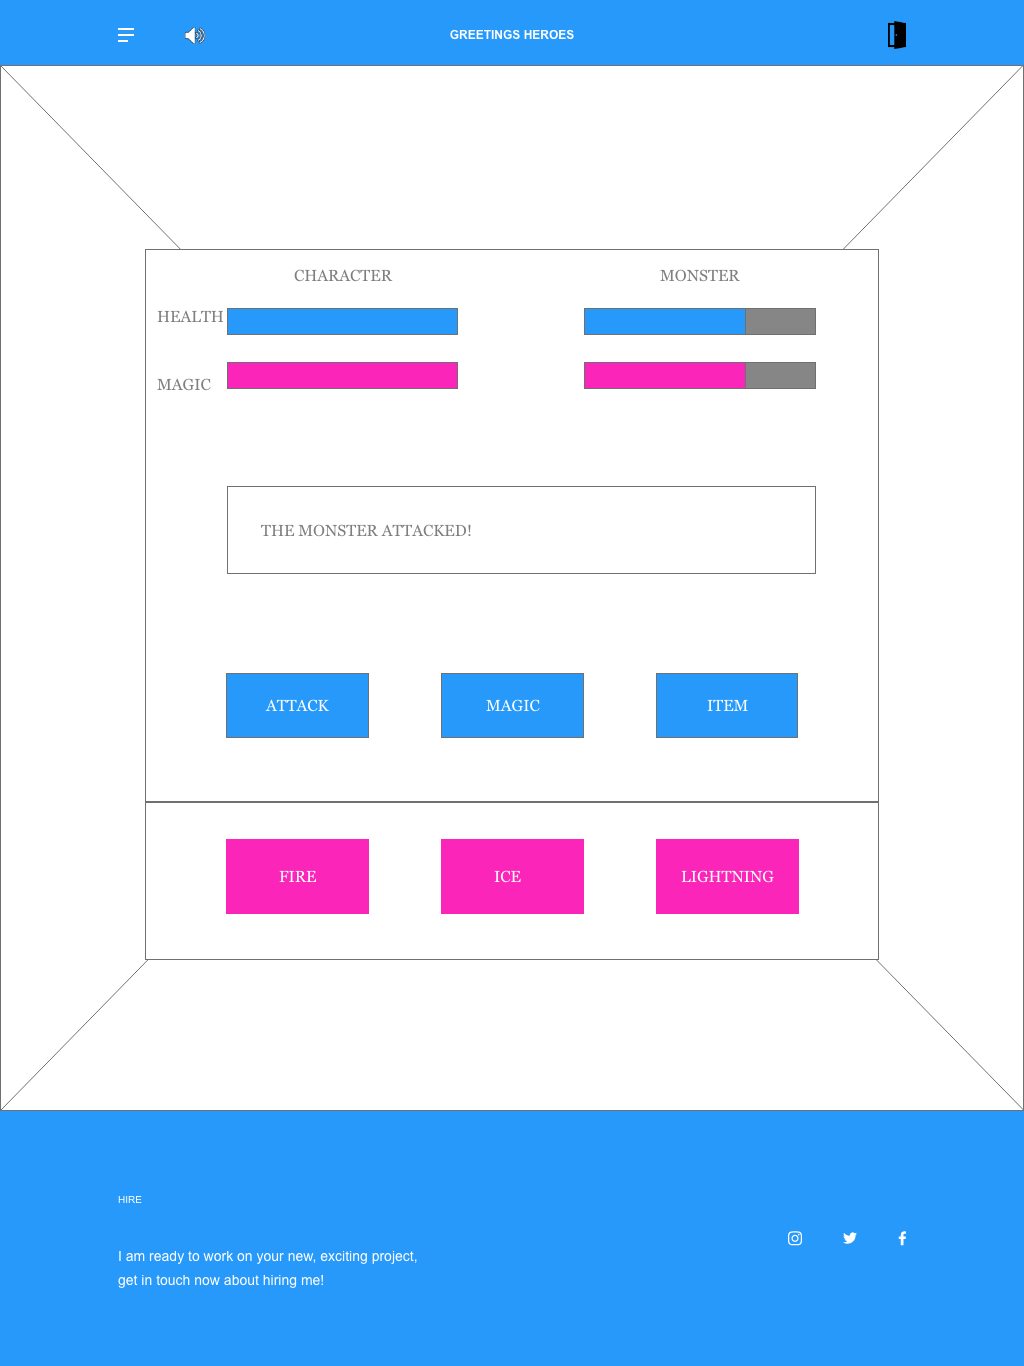 GREETINGS HEROES
CHARACTER
MONSTER
HEALTH
MAGIC
THE MONSTER ATTACKED!
ATTACK
MAGIC
ITEM
FIRE
ICE
LIGHTNING
HIRE
I am ready to work on your new, exciting project,
get in touch now about hiring me!